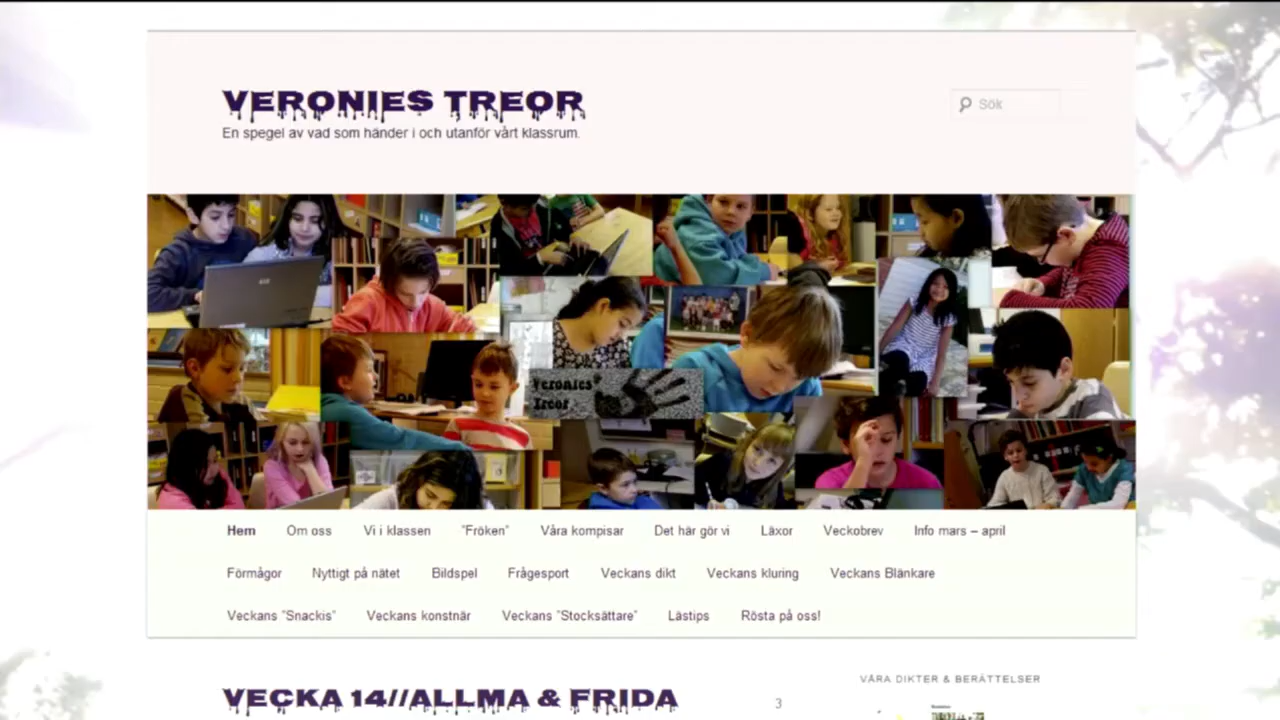 VERONIES TREOR
Sök
En spegel av vad som händer i och utanför vårt klassrum.
Veronies
Treor
Hem Om oss Vi i klassen "Fröken" Våra kompisar Det här gör vi Läxor Veckobrev Info mars – april
Förmågor Nyttigt på nätet Bildspel Frågesport Veckans dikt Veckans kluring Veckans Blänkare
Veckans "Snackis" Veckans konstnär Veckans "Stocksättare" Lästips Rösta på oss!
VÅRA DIKTER & BERÄTTELSER
VECKA 14//ALLMA & FRIDA
3